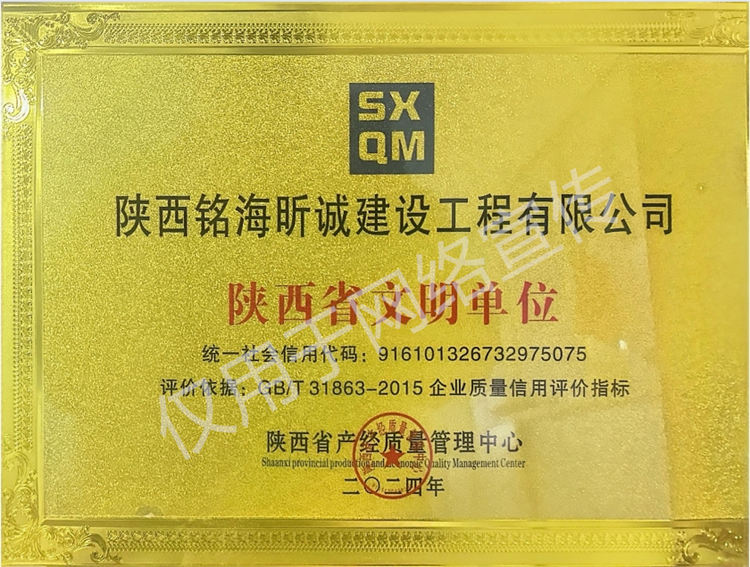 SX
QM
陕西铭海昕诚建设工程有限公司
陕西省文明单位
统一社会信用代码：916101326732975075
评价依据：GB/T 31863-2015 企业质量信用评价指标
陕西省产经质量管理中心
Shaanxi provincial production and Economic Quality Management Center
二〇二四年
仅用于网络宣传